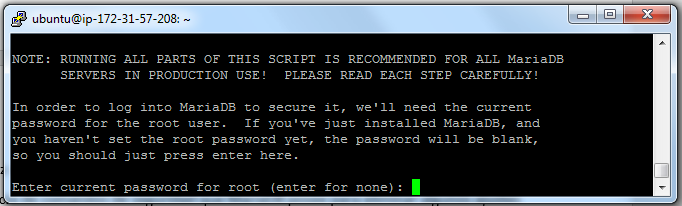 ubuntu@ip-172-31-57-208: ~
NOTE: RUNNING ALL PARTS OF THIS SCRIPT IS RECOMMENDED FOR ALL MariaDB
SERVERS IN PRODUCTION USE!  PLEASE READ EACH STEP CAREFULLY!
In order to log into MariaDB to secure it, we'll need the current
password for the root user.  If you've just installed MariaDB, and
you haven't set the root password yet, the password will be blank,
so you should just press enter here.
Enter current password for root (enter for none):